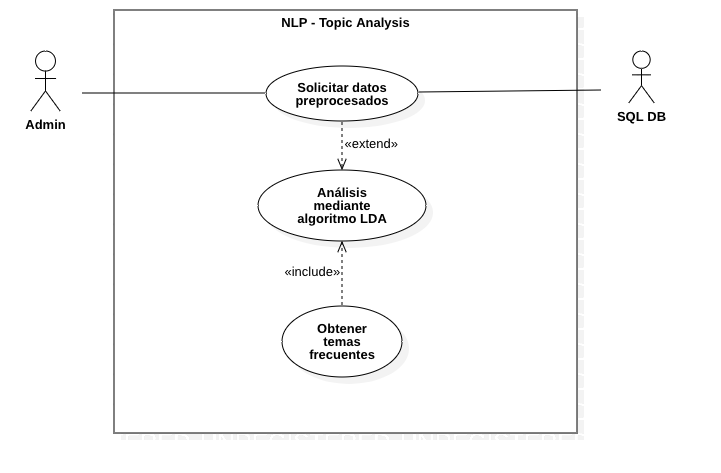 NLP - Topic Analysis
Solicitar datos
preprocesados
Admin
SQL DB
«extend»
Análisis
mediante
algoritmo LDA
«include»
Obtener
temas
frecuentes